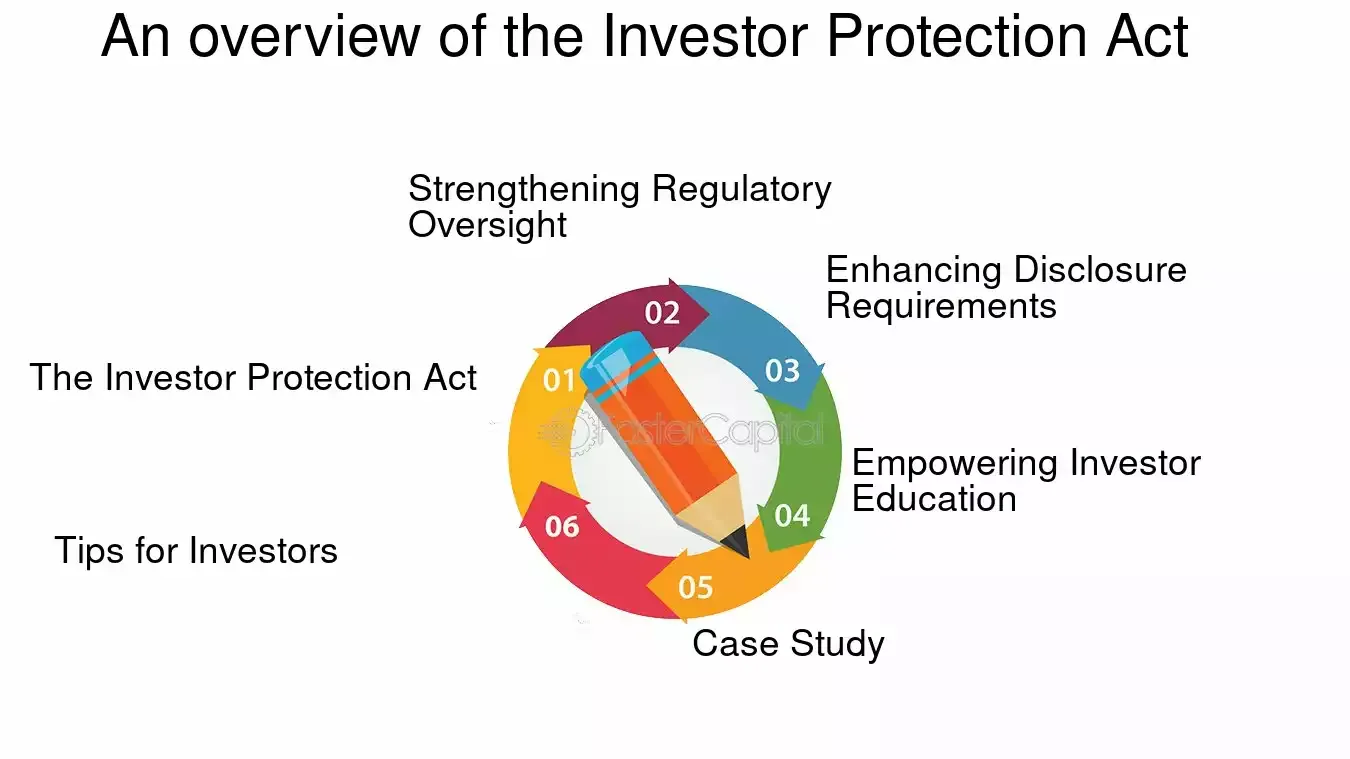 An overview of the Investor Protection Act
Strengthening Regulatory
Oversight
Enhancing Disclosure
Requirements
The Investor Protection Act
Empowering Investor
Education
Tips for Investors
Case Study
01
02
03
04
05
06
FasterCapital